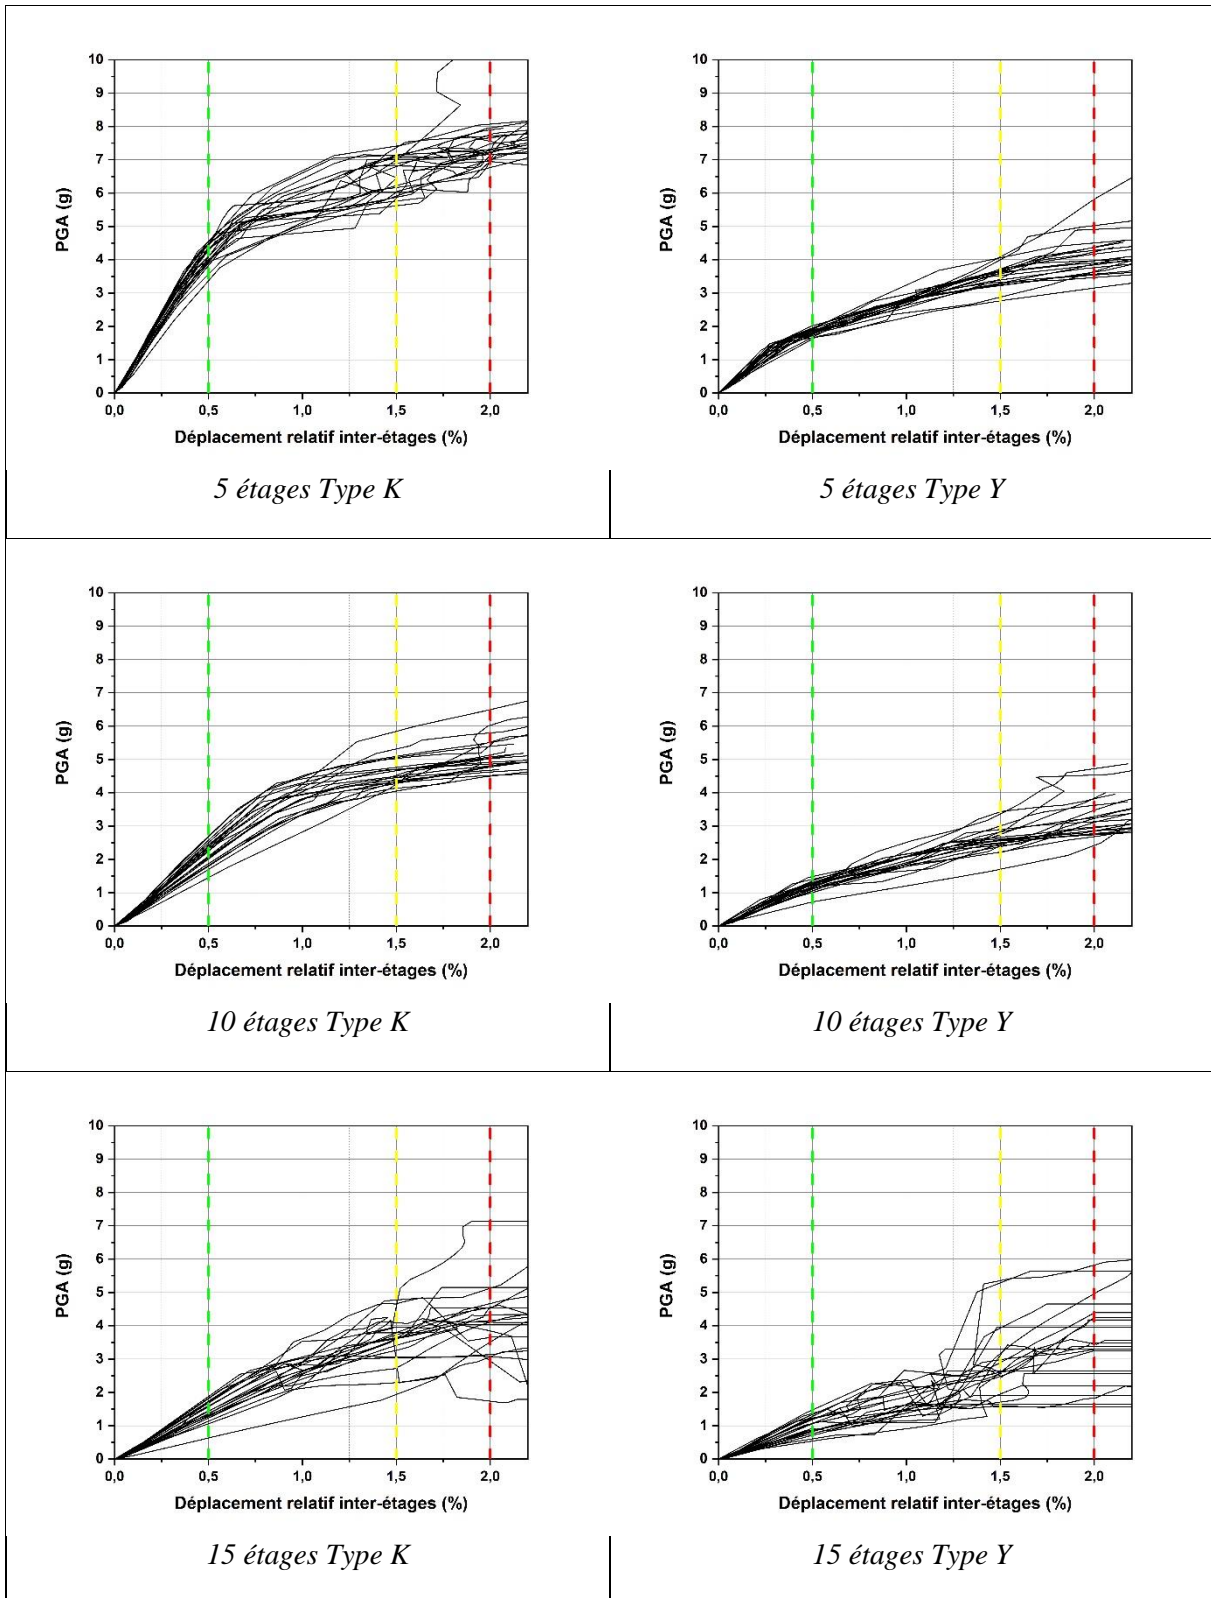 10
9
8
7
6
5
4
3
2
1
0
PGA (g)
0,0 0,5 1,0 1,5 2,0
Déplacement relatif inter-étages (%)
5 étages Type K
10
9
8
7
6
5
4
3
2
1
0
PGA (g)
0,0 0,5 1,0 1,5 2,0
Déplacement relatif inter-étages (%)
5 étages Type Y
10
9
8
7
6
5
4
3
2
1
0
PGA (g)
0,0 0,5 1,0 1,5 2,0
Déplacement relatif inter-étages (%)
10 étages Type K
10
9
8
7
6
5
4
3
2
1
0
PGA (g)
0,0 0,5 1,0 1,5 2,0
Déplacement relatif inter-étages (%)
10 étages Type Y
10
9
8
7
6
5
4
3
2
1
0
PGA (g)
0,0 0,5 1,0 1,5 2,0
Déplacement relatif inter-étages (%)
15 étages Type K
10
9
8
7
6
5
4
3
2
1
0
PGA (g)
0,0 0,5 1,0 1,5 2,0
Déplacement relatif inter-étages (%)
15 étages Type Y